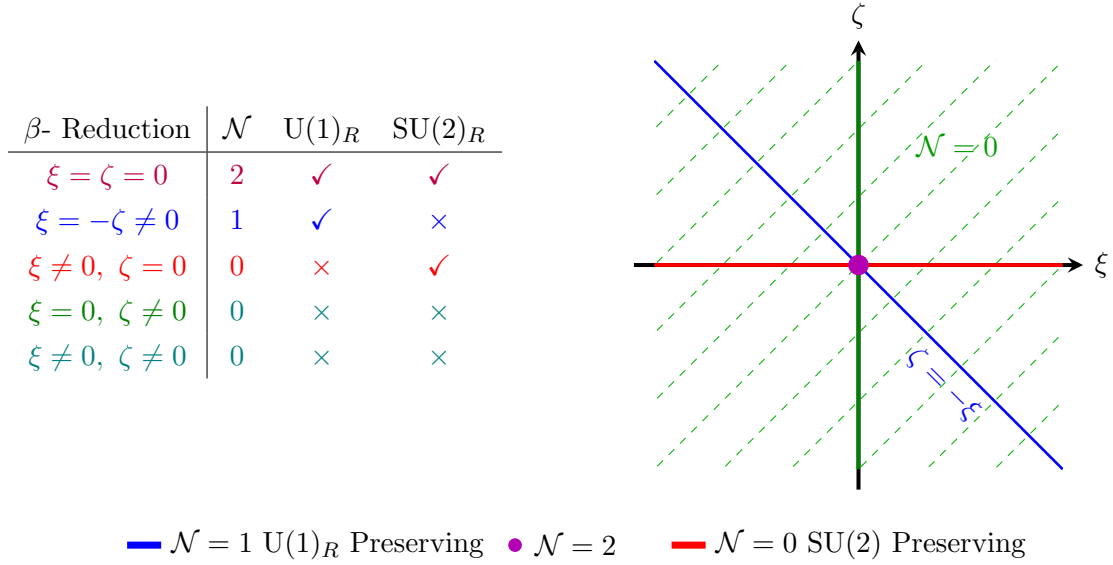 β- Reduction 𝒩 U(1)_R SU(2)_R
ξ = ζ = 0 2 ✓ ✓
ξ = −ζ ≠ 0 1 ✓ ×
ξ ≠ 0, ζ = 0 0 × ✓
ξ = 0, ζ ≠ 0 0 × ×
ξ ≠ 0, ζ ≠ 0 0 × ×
ζ
𝒩 = 0
ξ
ζ = −ξ
𝒩 = 1 U(1)_R Preserving 𝒩 = 2 𝒩 = 0 SU(2) Preserving